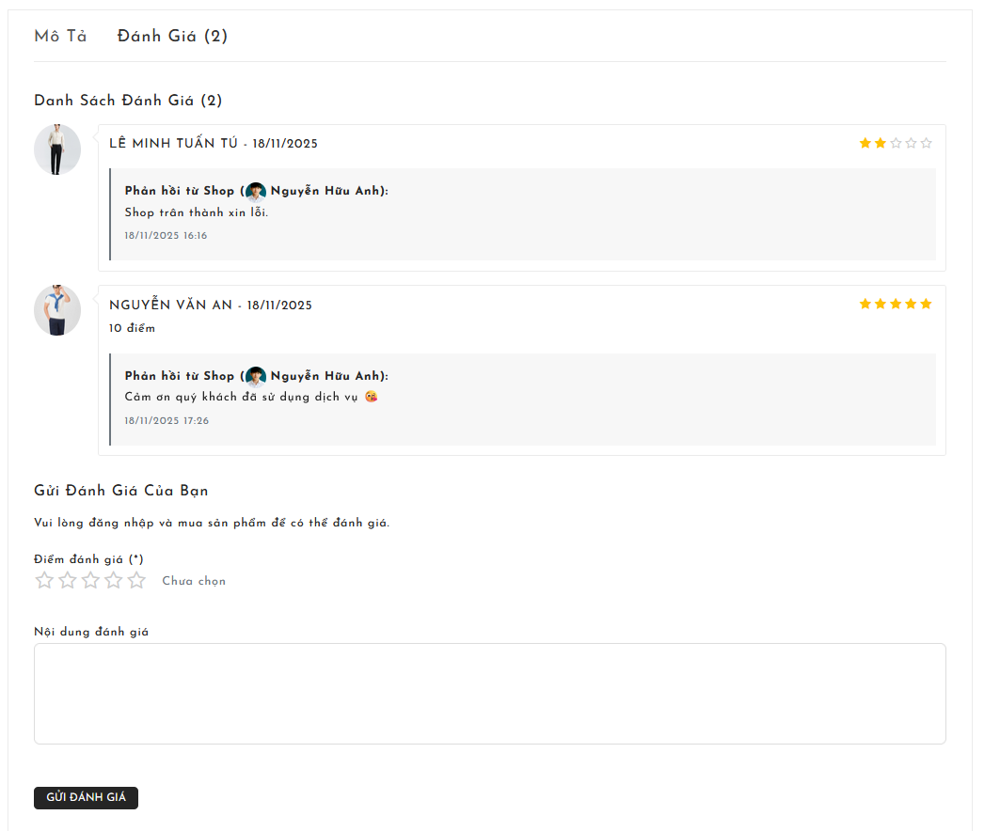 Mô Tả Đánh Giá (2)
Danh Sách Đánh Giá (2)
LÊ MINH TUẤN TÚ - 18/11/2025
Phản hồi từ Shop ( Nguyễn Hữu Anh):
Shop trân thành xin lỗi.
18/11/2025 16:16
NGUYỄN VĂN AN - 18/11/2025
10 điểm
Phản hồi từ Shop ( Nguyễn Hữu Anh):
Cảm ơn quý khách đã sử dụng dịch vụ 😘
18/11/2025 17:26
Gửi Đánh Giá Của Bạn
Vui lòng đăng nhập và mua sản phẩm để có thể đánh giá.
Điểm đánh giá (*)
Chưa chọn
Nội dung đánh giá
GỬI ĐÁNH GIÁ